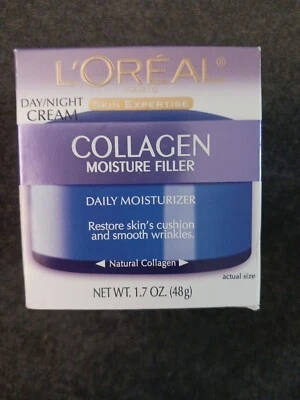 L'ORÉAL
PARIS
DAY/NIGHT
CREAM
SKIN EXPERTISE
COLLAGEN
MOISTURE FILLER
DAILY MOISTURIZER
Restore skin's cushion
and smooth wrinkles.
◄ Natural Collagen ►
actual size
NET WT. 1.7 OZ. (48g)